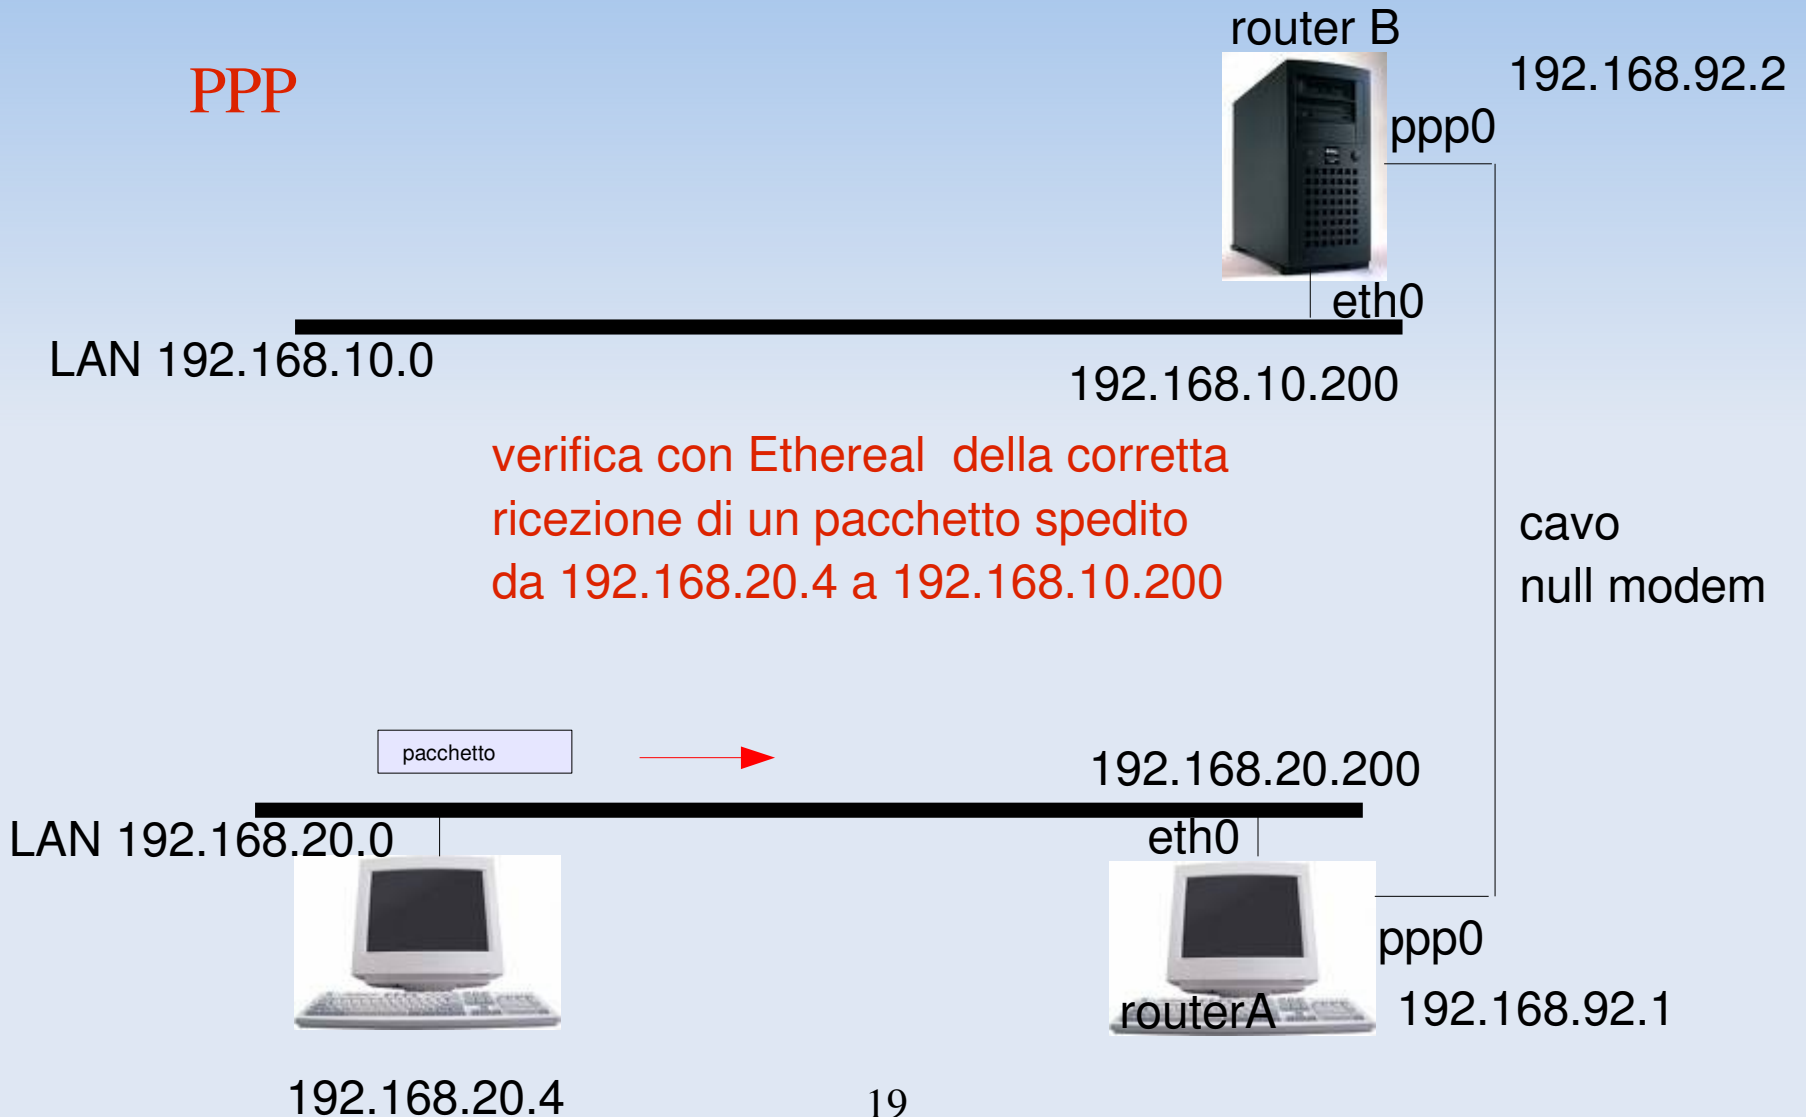 router B
PPP
192.168.92.2
ppp0
eth0
LAN 192.168.10.0
192.168.10.200
verifica con Ethereal della corretta
ricezione di un pacchetto spedito
da 192.168.20.4 a 192.168.10.200
cavo
null modem
pacchetto
192.168.20.200
LAN 192.168.20.0
eth0
ppp0
routerA
192.168.92.1
192.168.20.4
19